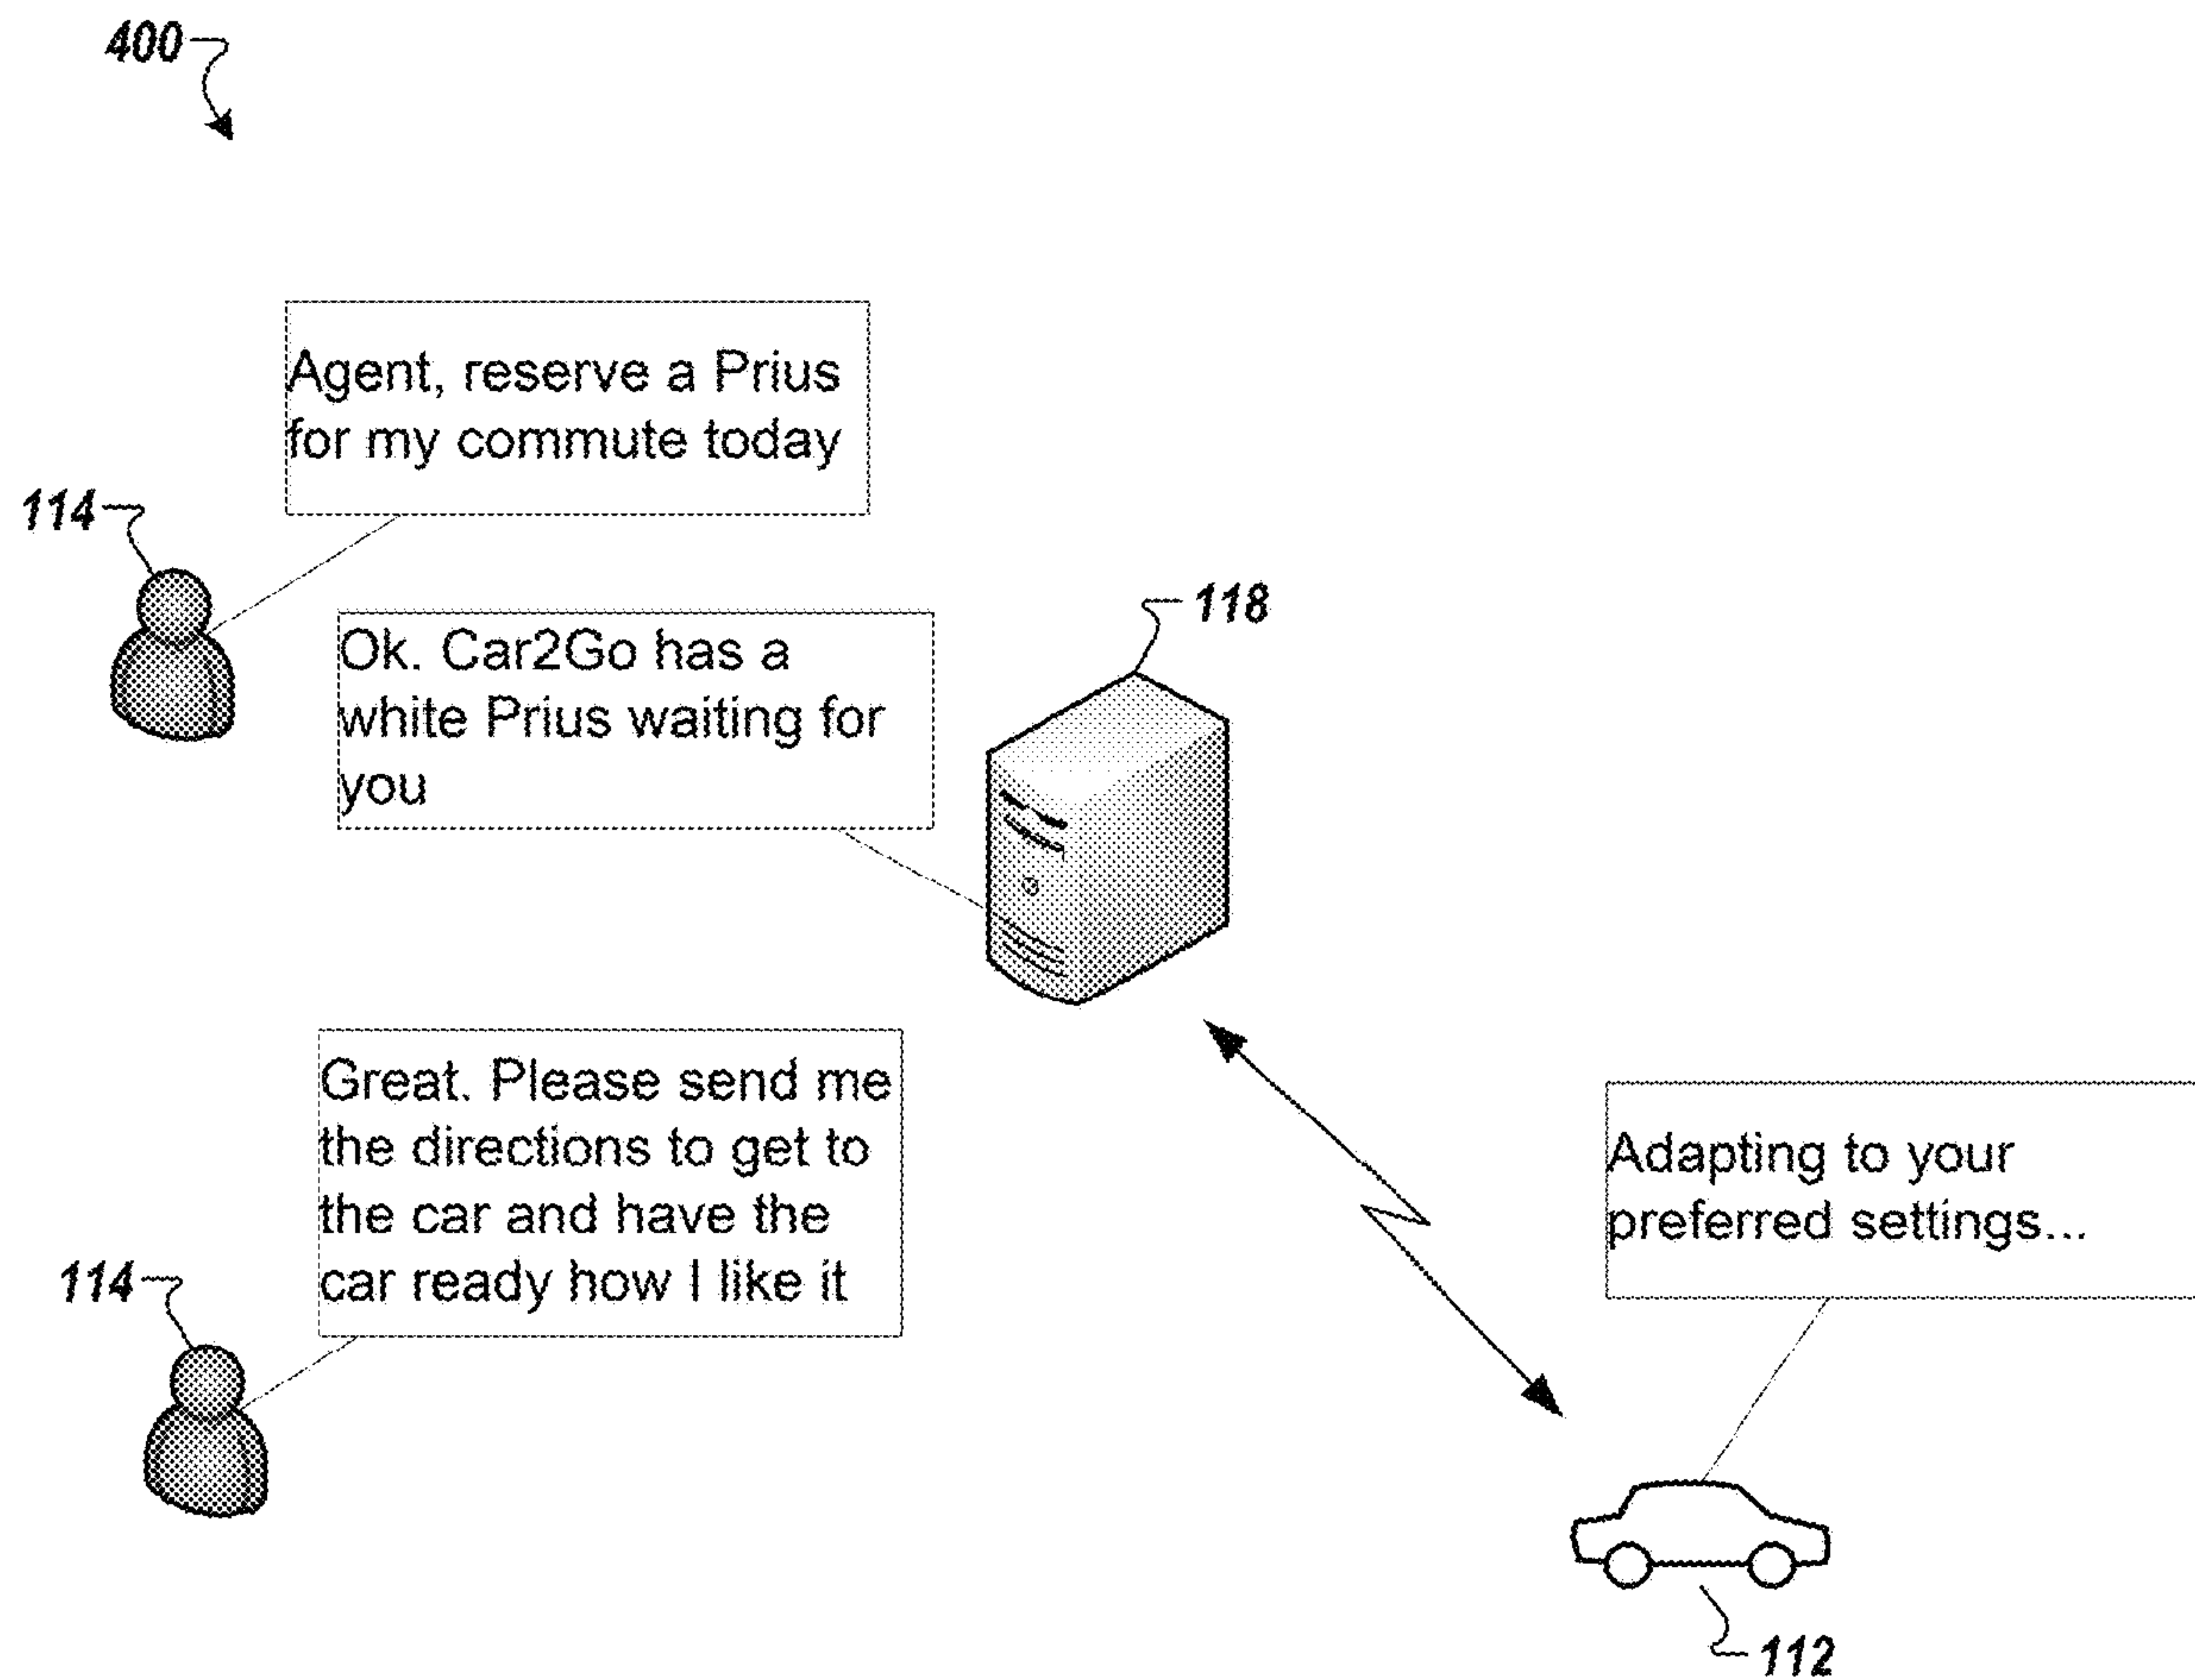 400
Agent, reserve a Prius
for my commute today
114
118
Ok. Car2Go has a
white Prius waiting for
you
Great. Please send me
the directions to get to
the car and have the
car ready how I like it
114
Adapting to your
preferred settings...
112